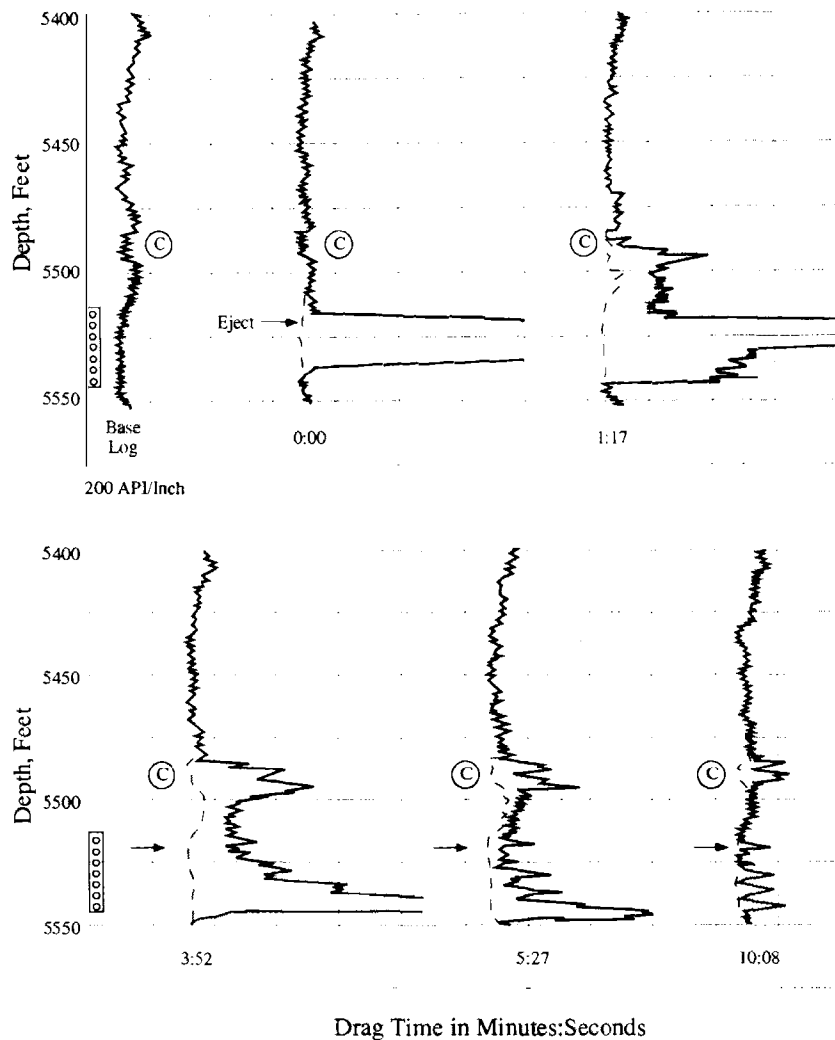 5400
5450
Depth, Feet
C
C
C
5500
Eject
5550
Base
Log
0:00
1:17
200 API/Inch
5400
5450
Depth, Feet
C
C
C
5500
5550
3:52
5:27
10:08
Drag Time in Minutes:Seconds